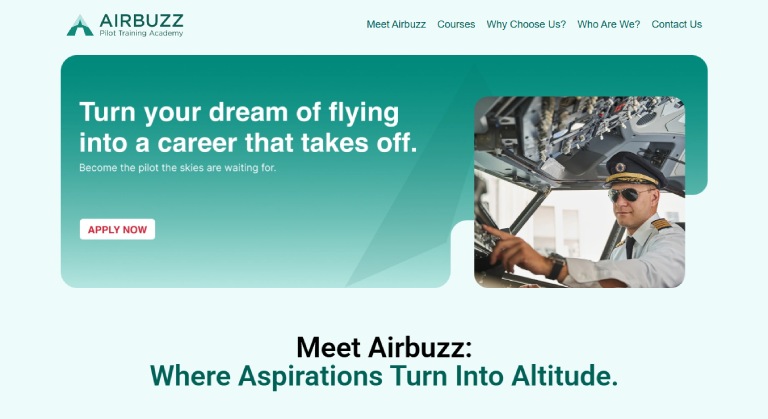 AIRBUZZ
Pilot Training Academy
Meet Airbuzz Courses Why Choose Us? Who Are We? Contact Us
Turn your dream of flying
into a career that takes off.
Become the pilot the skies are waiting for.
APPLY NOW
Meet Airbuzz:
Where Aspirations Turn Into Altitude.